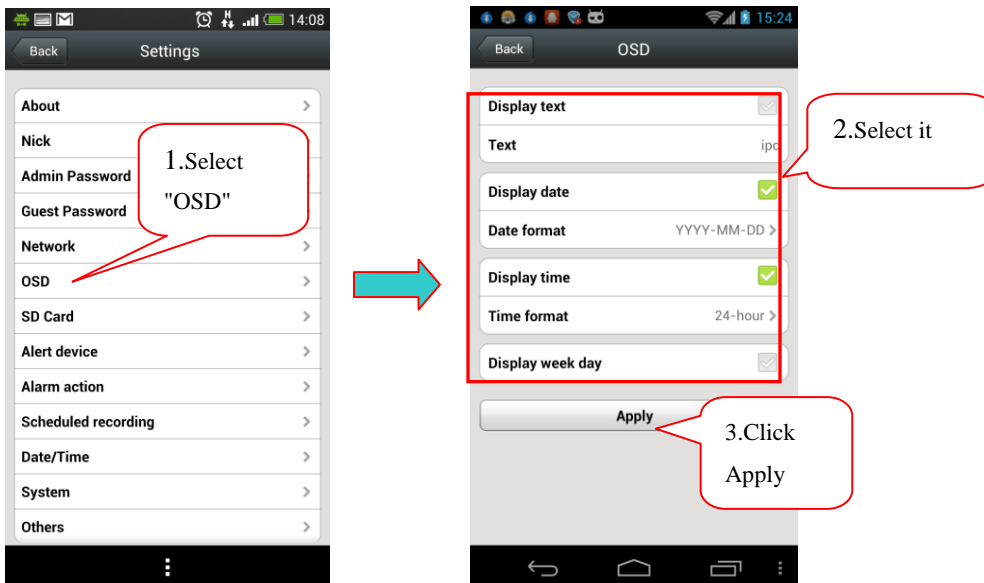 14:08
Back Settings
About
Nick
Admin Password
Guest Password
Network
OSD
SD Card
Alert device
Alarm action
Scheduled recording
Date/Time
System
Others
1.Select
"OSD"
15:24
Back OSD
Display text
Text ipc
Display date
Date format YYYY-MM-DD
Display time
Time format 24-hour
Display week day
Apply
2.Select it
3.Click
Apply